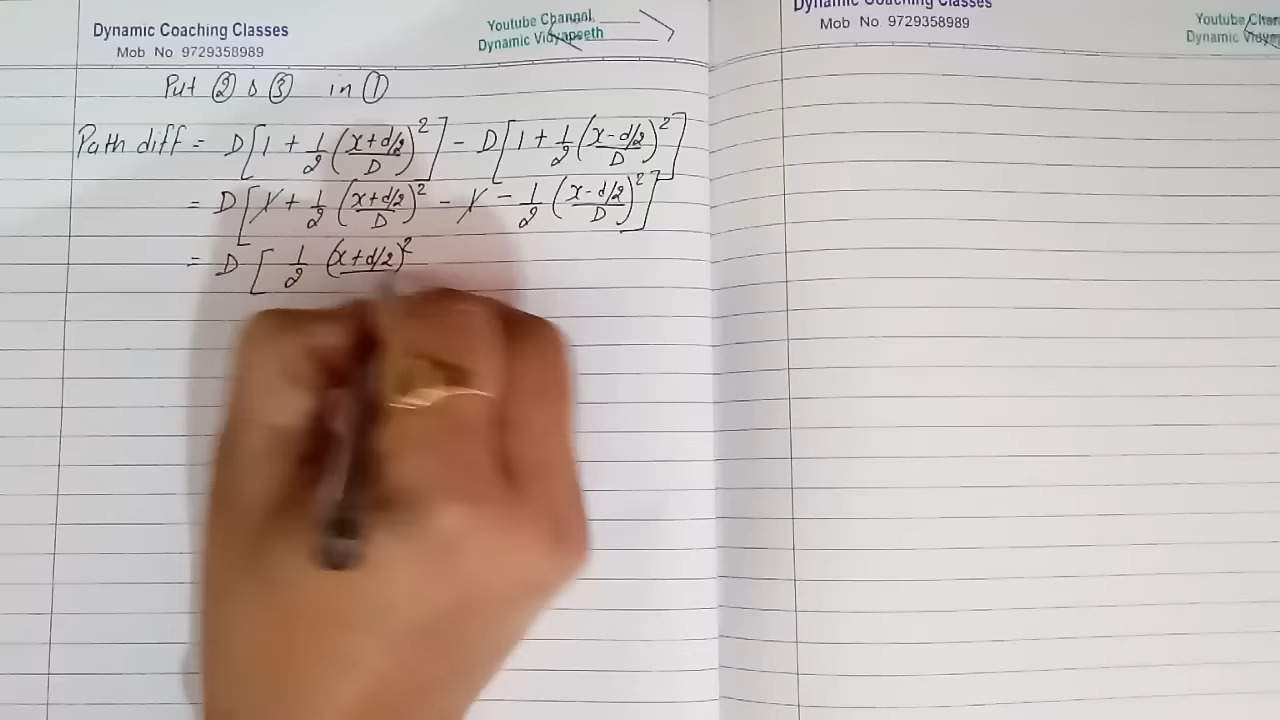 Dynamic Coaching Classes
Mob No 9729358989
Youtube Channel,
Dynamic Vidyapeeth
Put ② & ③ in ①
Path diff = D[1 + 1/2 ((x+d/2)/D)^2] - D[1 + 1/2 ((x-d/2)/D)^2]
= D[1 + 1/2 ((x+d/2)/D)^2 - 1 - 1/2 ((x-d/2)/D)^2]
= D [ 1/2 (x+d/2)^2
Dynamic Coaching Classes
Mob No 9729358989
Youtube
Dynamic